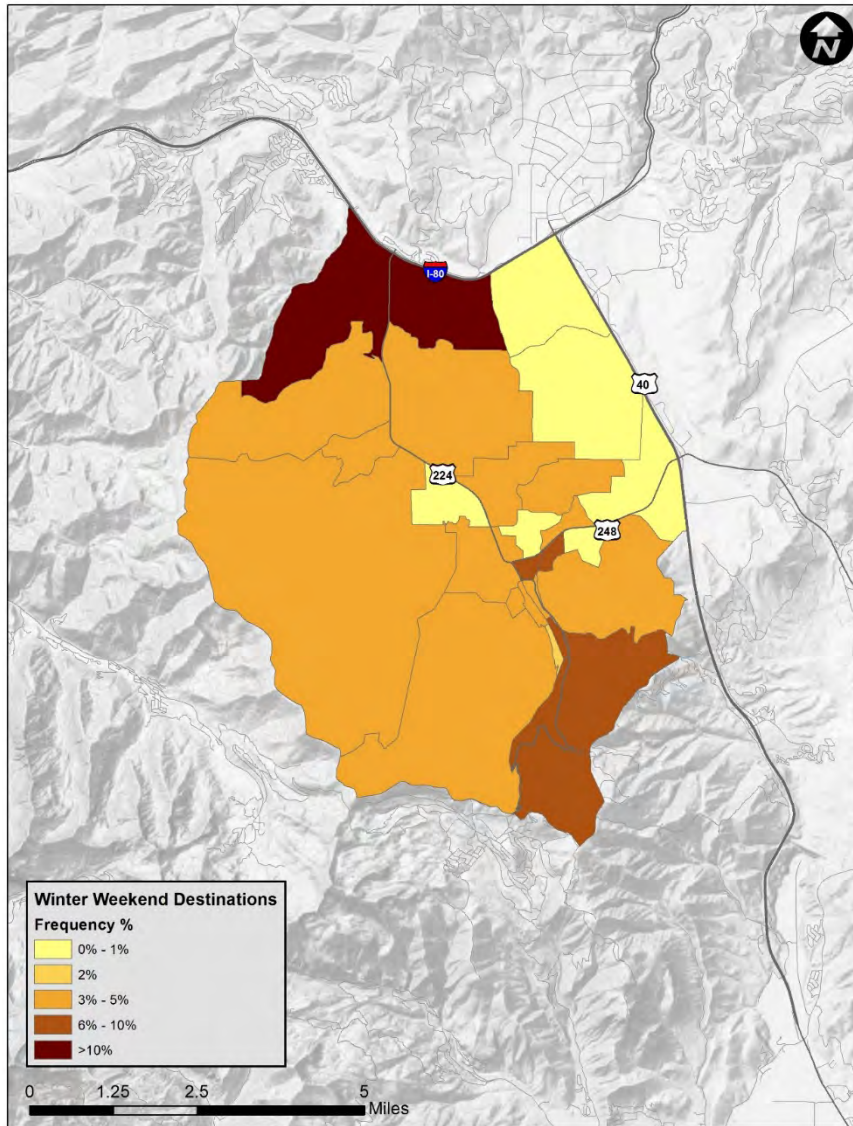 N
I-80
40
224
248
Winter Weekend Destinations
Frequency %
0% - 1%
2%
3% - 5%
6% - 10%
>10%
0 1.25 2.5 5
Miles